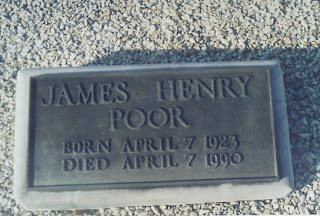 JAMES HENRY
POOR
BORN APRIL 7 1923
DIED APRIL 7 1990